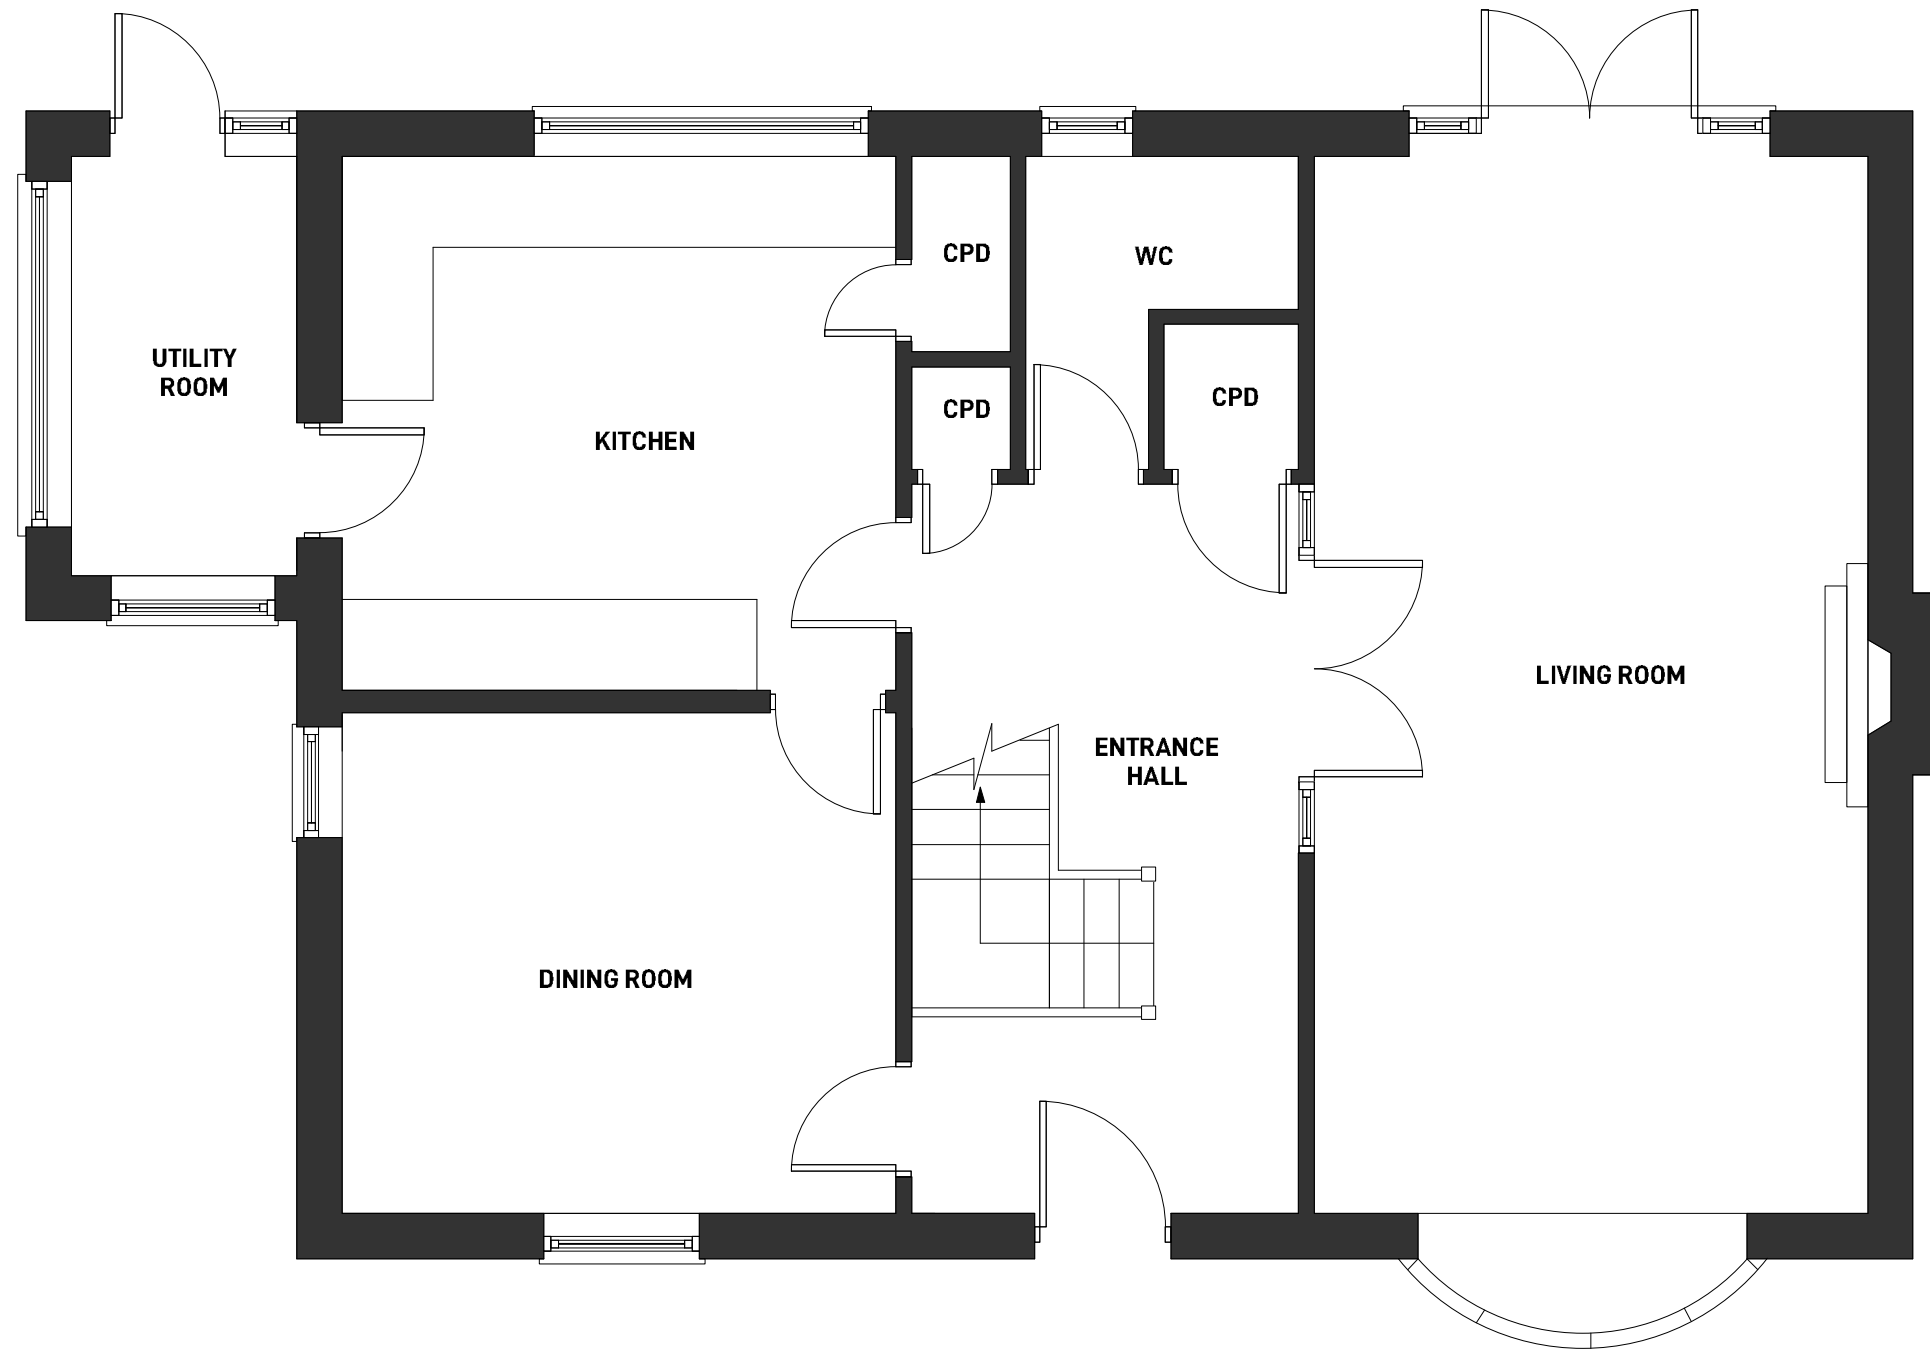 CPD
WC
UTILITY
ROOM
CPD
CPD
KITCHEN
LIVING ROOM
ENTRANCE
HALL
DINING ROOM